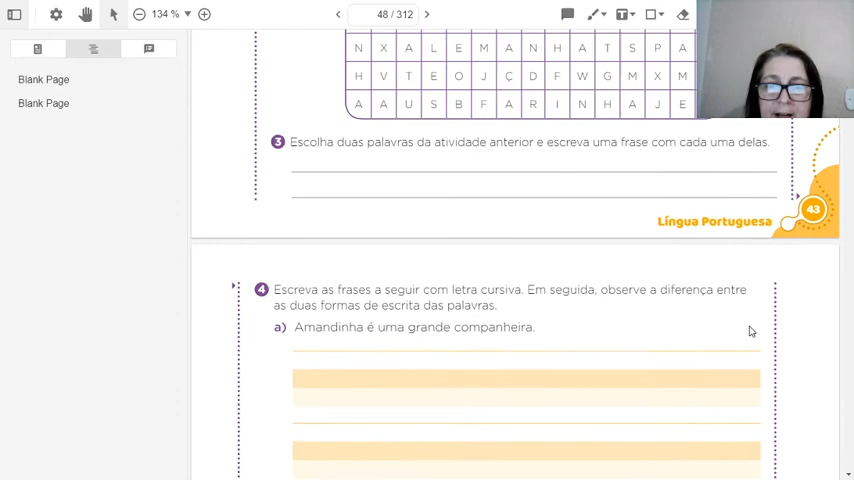 134 %
48 / 312
Blank Page
Blank Page
N X A L E M A N H A T S P A
H V T E O J Ç D F W G M X M
A A U S B F A R I N H A J E
3 Escolha duas palavras da atividade anterior e escreva uma frase com cada uma delas.
Língua Portuguesa 43
4 Escreva as frases a seguir com letra cursiva. Em seguida, observe a diferença entre
as duas formas de escrita das palavras.
a) Amandinha é uma grande companheira.